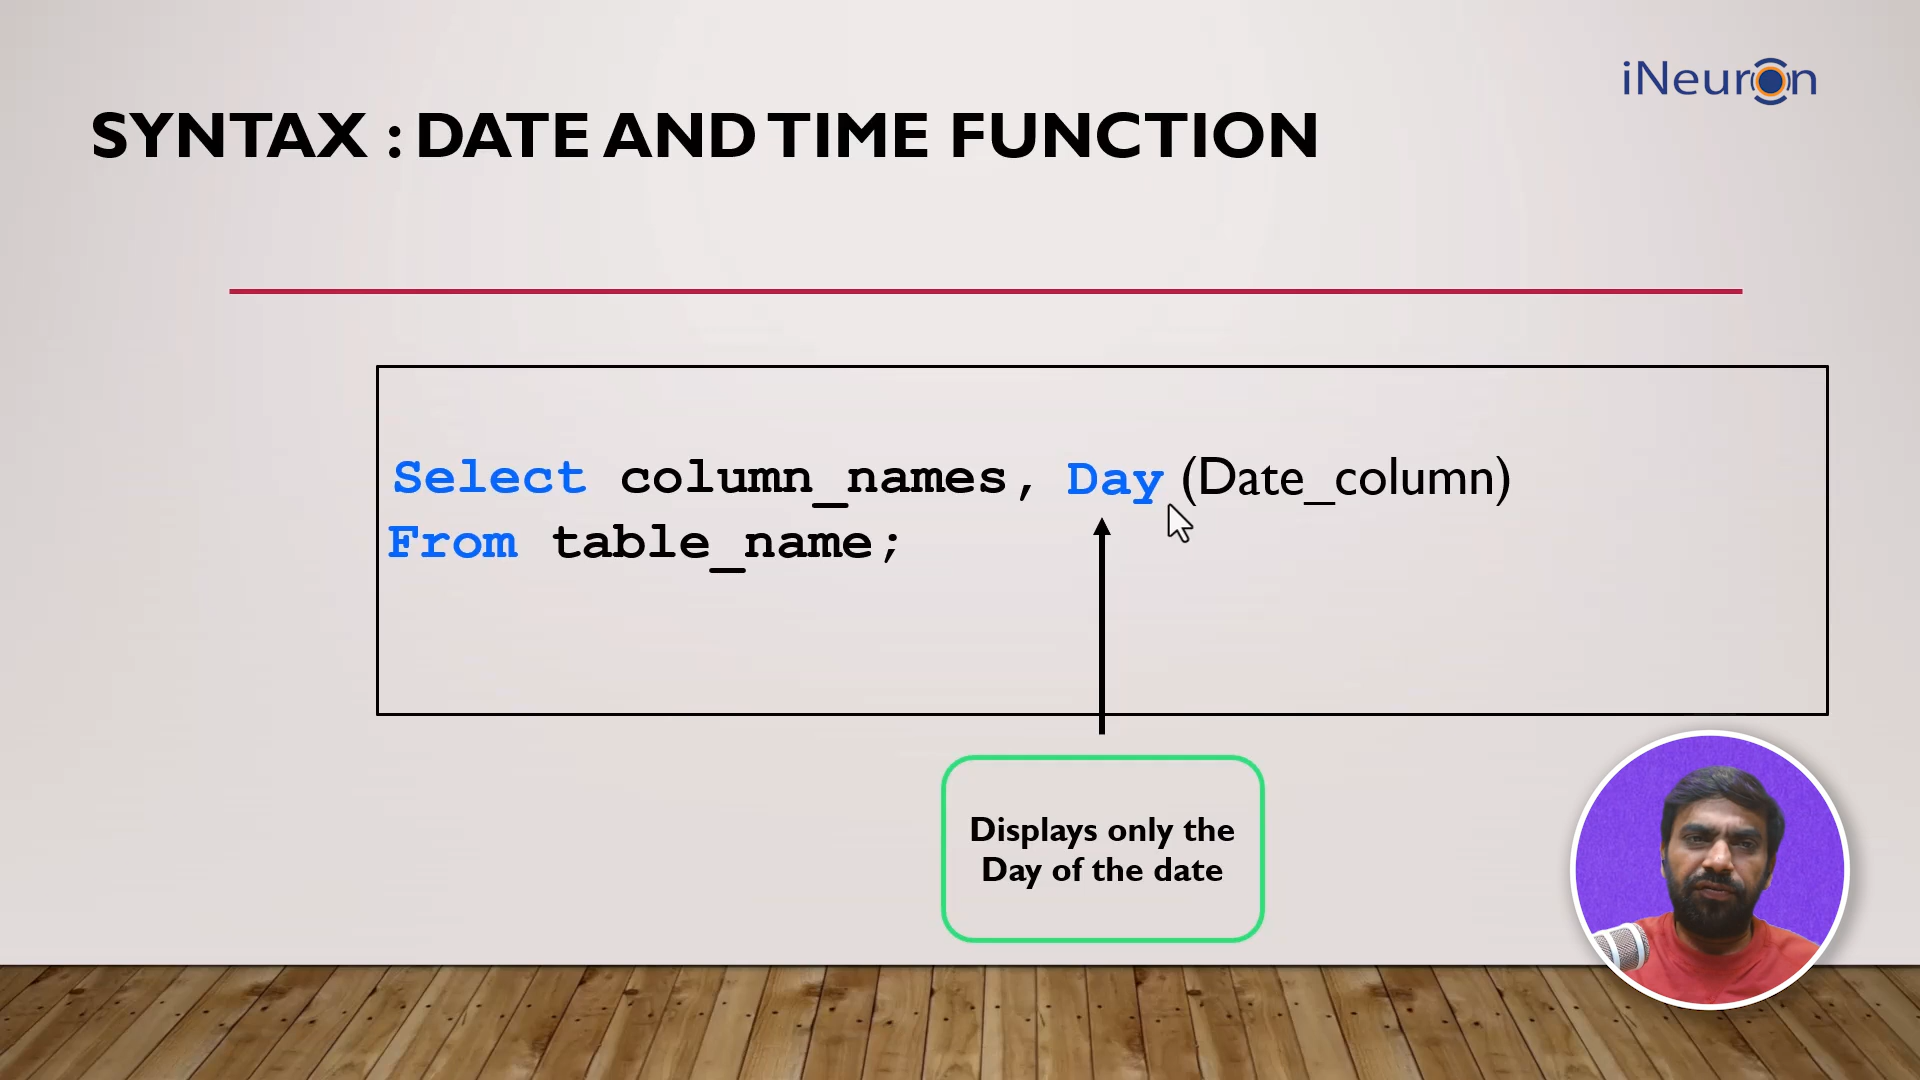 iNeuron
SYNTAX : DATE AND TIME FUNCTION
Select column_names, Day (Date_column)
From table_name;
Displays only the
Day of the date